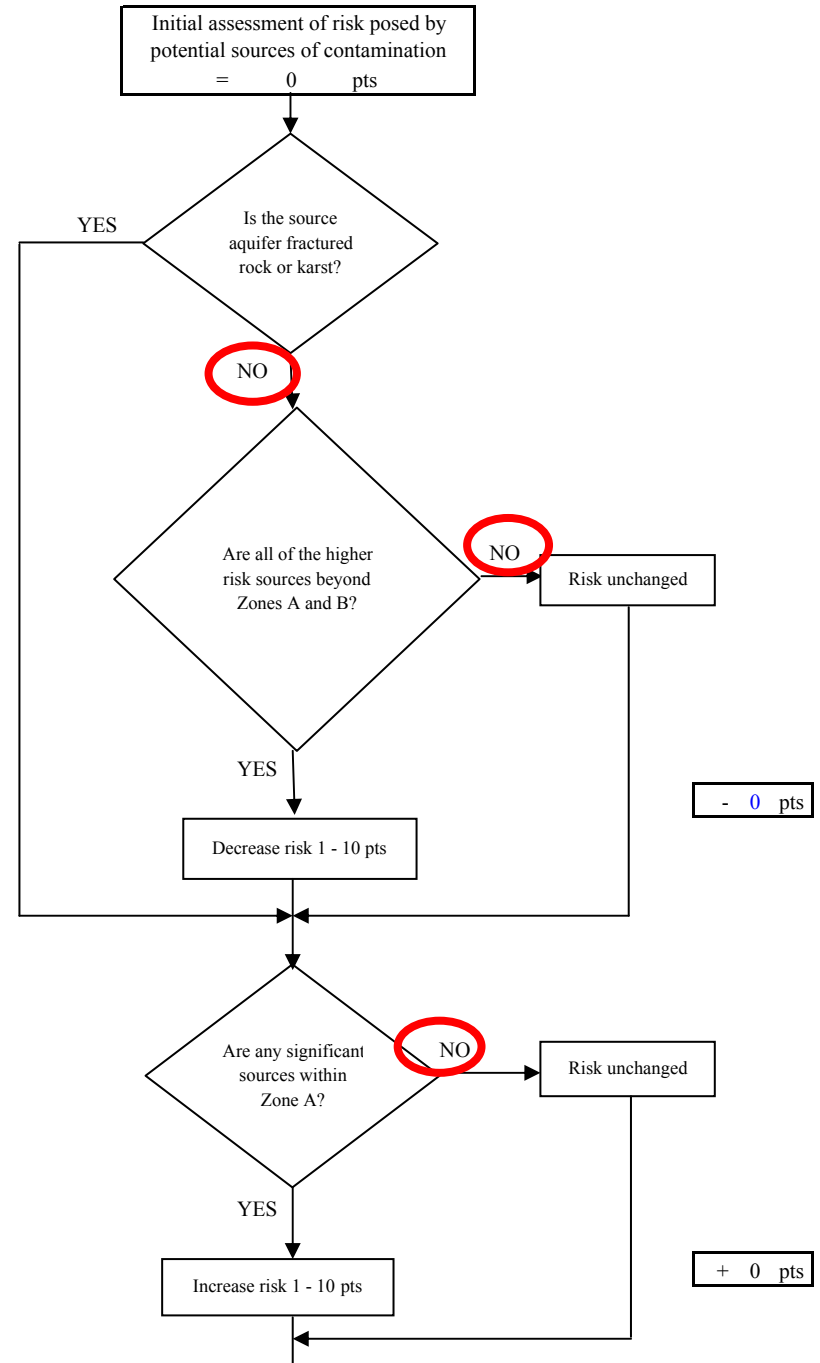 Initial assessment of risk posed by
potential sources of contamination
= 0 pts
YES
Is the source
aquifer fractured
rock or karst?
NO
Are all of the higher
risk sources beyond
Zones A and B?
NO
Risk unchanged
YES
- 0 pts
Decrease risk 1 - 10 pts
Are any significant
sources within
Zone A?
NO
Risk unchanged
YES
+ 0 pts
Increase risk 1 - 10 pts